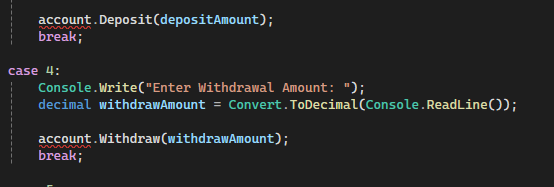 account.Deposit(depositAmount);
break;
case 4:
Console.Write("Enter Withdrawal Amount: ");
decimal withdrawAmount = Convert.ToDecimal(Console.ReadLine());
account.Withdraw(withdrawAmount);
break;